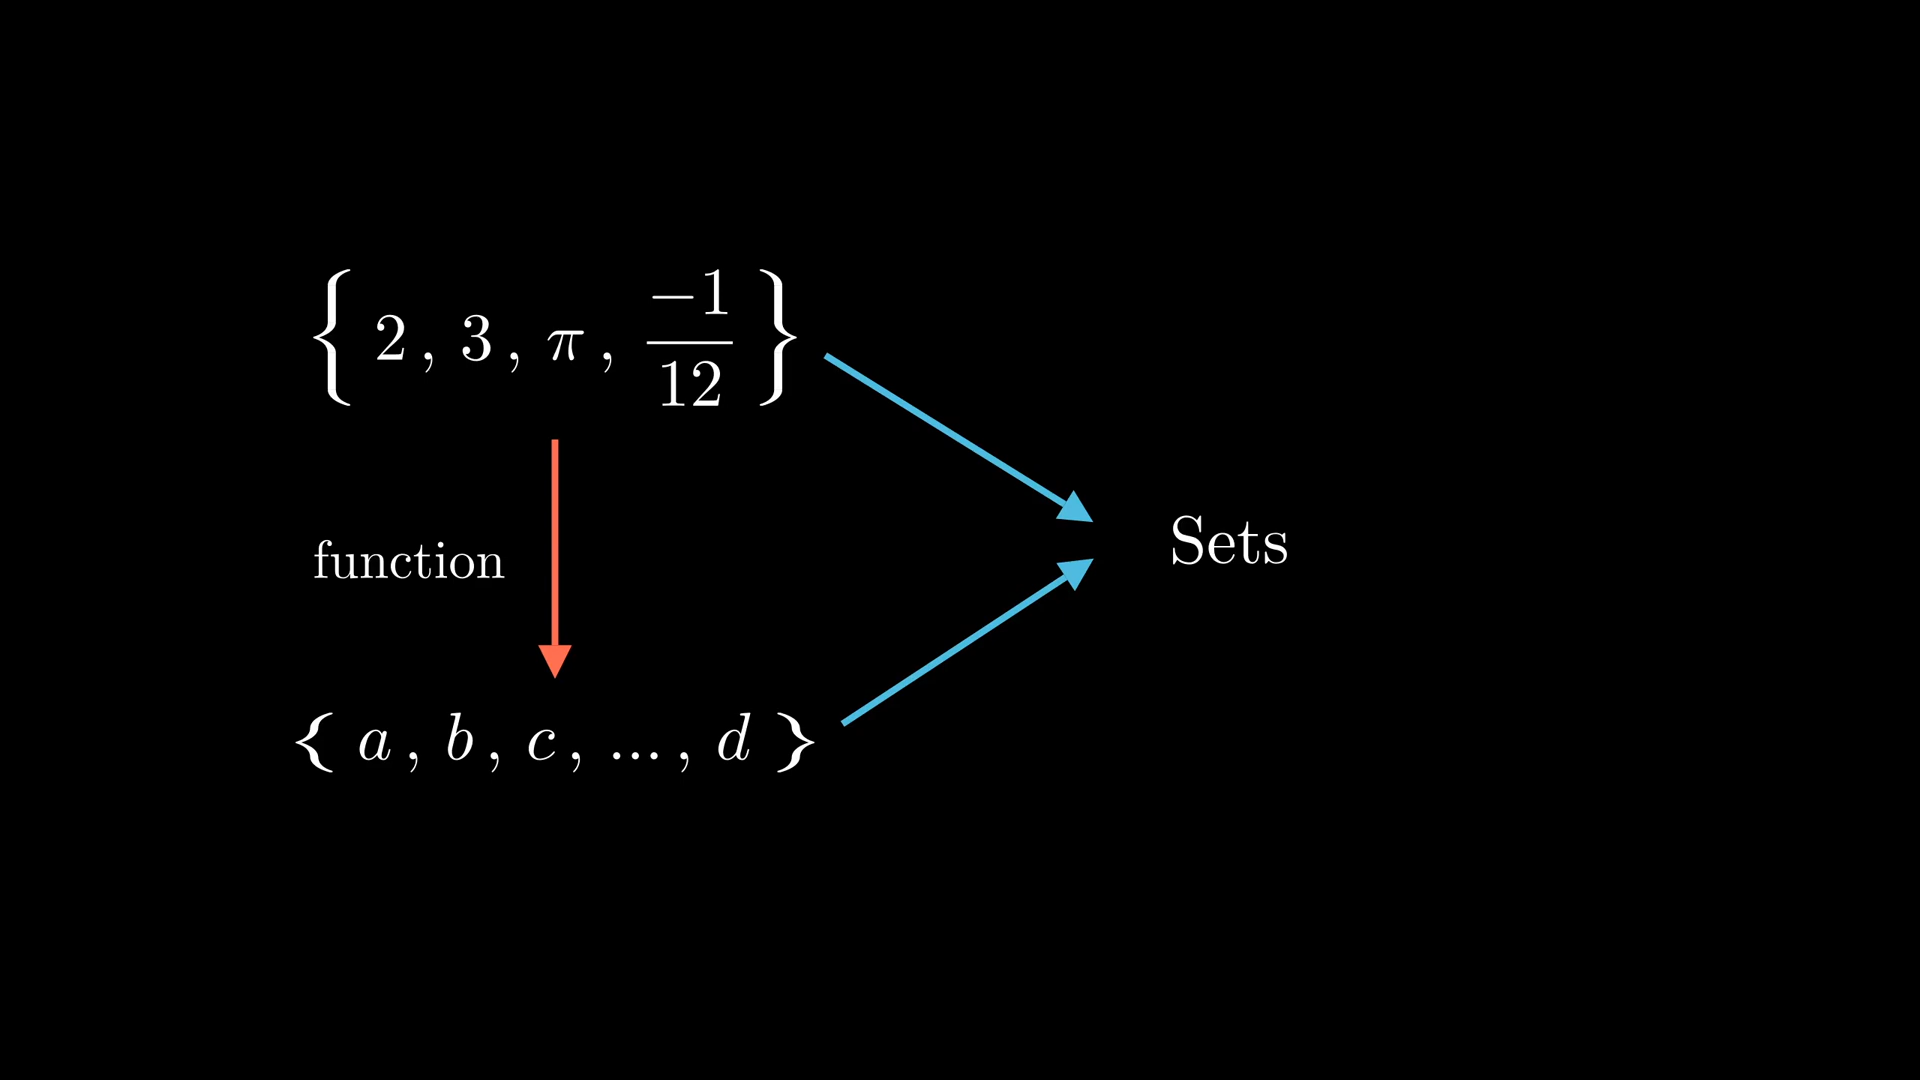 { 2 , 3 , π , −1/12 }
function
Sets
{ a , b , c , ... , d }